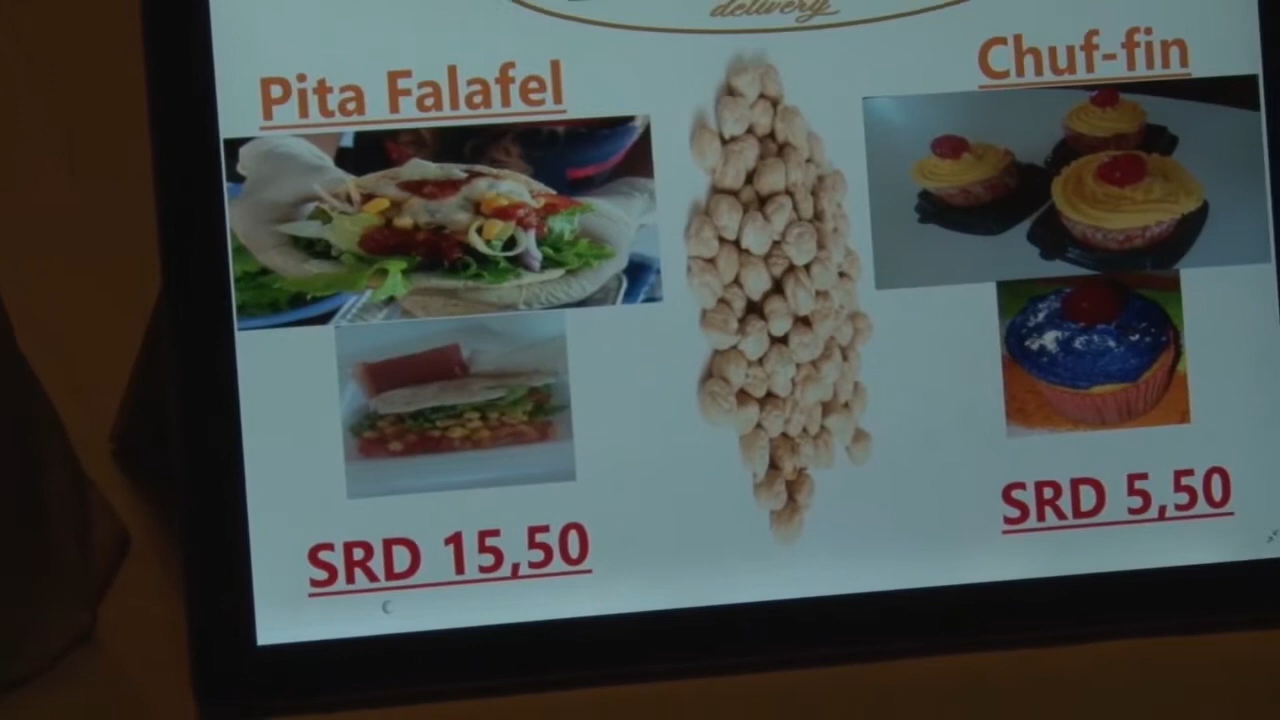 delivery
Pita Falafel
Chuf-fin
SRD 15,50
SRD 5,50